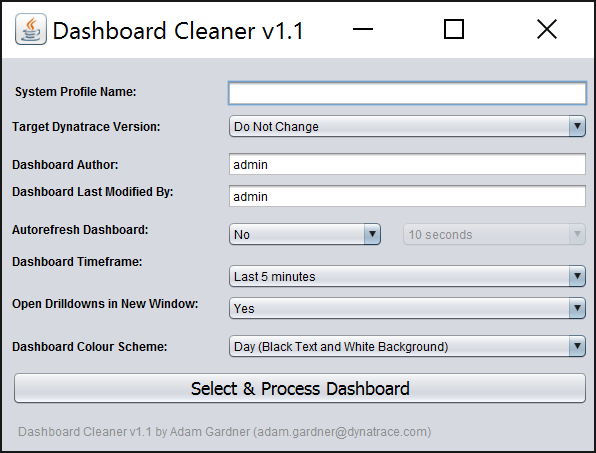 Dashboard Cleaner v1.1
System Profile Name:
Target Dynatrace Version: Do Not Change
Dashboard Author: admin
Dashboard Last Modified By: admin
Autorefresh Dashboard: No 10 seconds
Dashboard Timeframe: Last 5 minutes
Open Drilldowns in New Window: Yes
Dashboard Colour Scheme: Day (Black Text and White Background)
Select & Process Dashboard
Dashboard Cleaner v1.1 by Adam Gardner (adam.gardner@dynatrace.com)